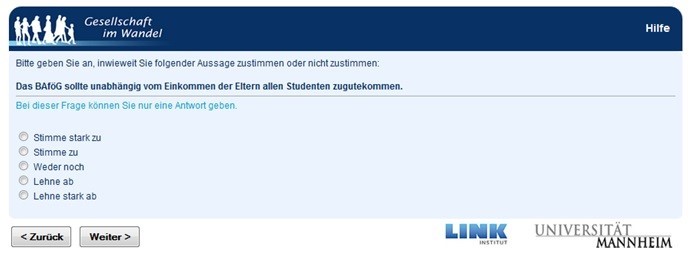 Gesellschaft
im Wandel
Hilfe
Bitte geben Sie an, inwieweit Sie folgender Aussage zustimmen oder nicht zustimmen:
Das BAföG sollte unabhängig vom Einkommen der Eltern allen Studenten zugutekommen.
Bei dieser Frage können Sie nur eine Antwort geben.
Stimme stark zu
Stimme zu
Weder noch
Lehne ab
Lehne stark ab
< Zurück
Weiter >
LINK
INSTITUT
UNIVERSITÄT
MANNHEIM